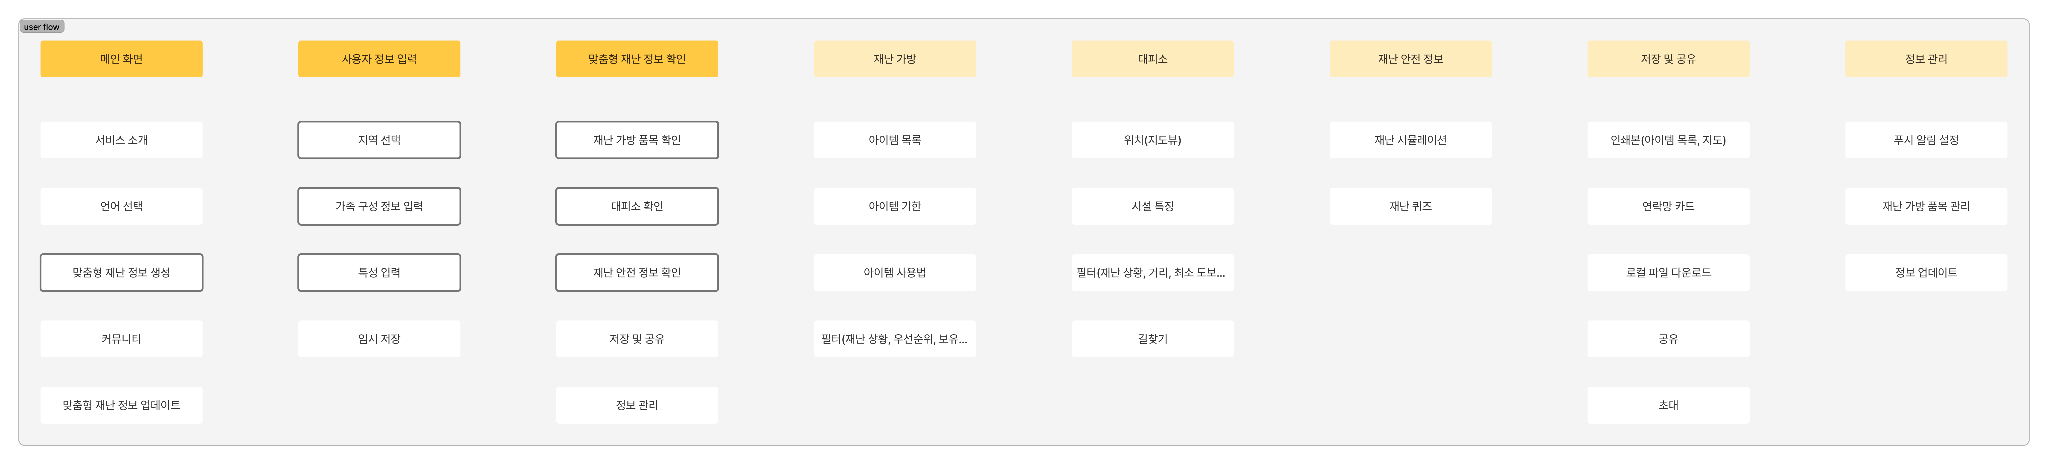 user flow
메인 화면
사용자 정보 입력
맞춤형 재난 정보 확인
재난 가방
대피소
재난 안전 정보
저장 및 공유
정보 관리
서비스 소개
지역 선택
재난 가방 품목 확인
아이템 목록
위치(지도뷰)
재난 시뮬레이션
인쇄본(아이템 목록, 지도)
푸시 알림 설정
언어 선택
가족 구성 정보 입력
대피소 확인
아이템 기한
시설 특징
재난 퀴즈
연락망 카드
재난 가방 품목 관리
맞춤형 재난 정보 생성
특성 입력
재난 안전 정보 확인
아이템 사용법
필터(재난 상황, 거리, 최소 도보...
로컬 파일 다운로드
정보 업데이트
커뮤니티
임시 저장
저장 및 공유
필터(재난 상황, 우선순위, 보유...
길찾기
공유
맞춤형 재난 정보 업데이트
정보 관리
초대